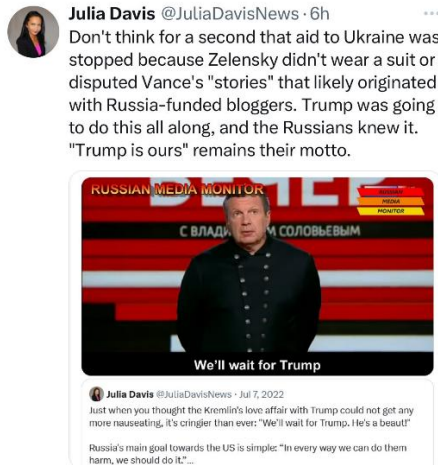 Julia Davis @JuliaDavisNews · 6h
Don't think for a second that aid to Ukraine was
stopped because Zelensky didn't wear a suit or
disputed Vance's "stories" that likely originated
with Russia-funded bloggers. Trump was going
to do this all along, and the Russians knew it.
"Trump is ours" remains their motto.
RUSSIAN MEDIA MONITOR
RUSSIAN
MEDIA
MONITOR
С ВЛАД М СОЛОВЬЕВЫМ
We'll wait for Trump
Julia Davis @JuliaDavisNews · Jul 7, 2022
Just when you thought the Kremlin's love affair with Trump could not get any
more nauseating, it's cringier than ever: "We'll wait for Trump. He's a beaut!"
Russia's main goal towards the US is simple: "In every way we can do them
harm, we should do it."...